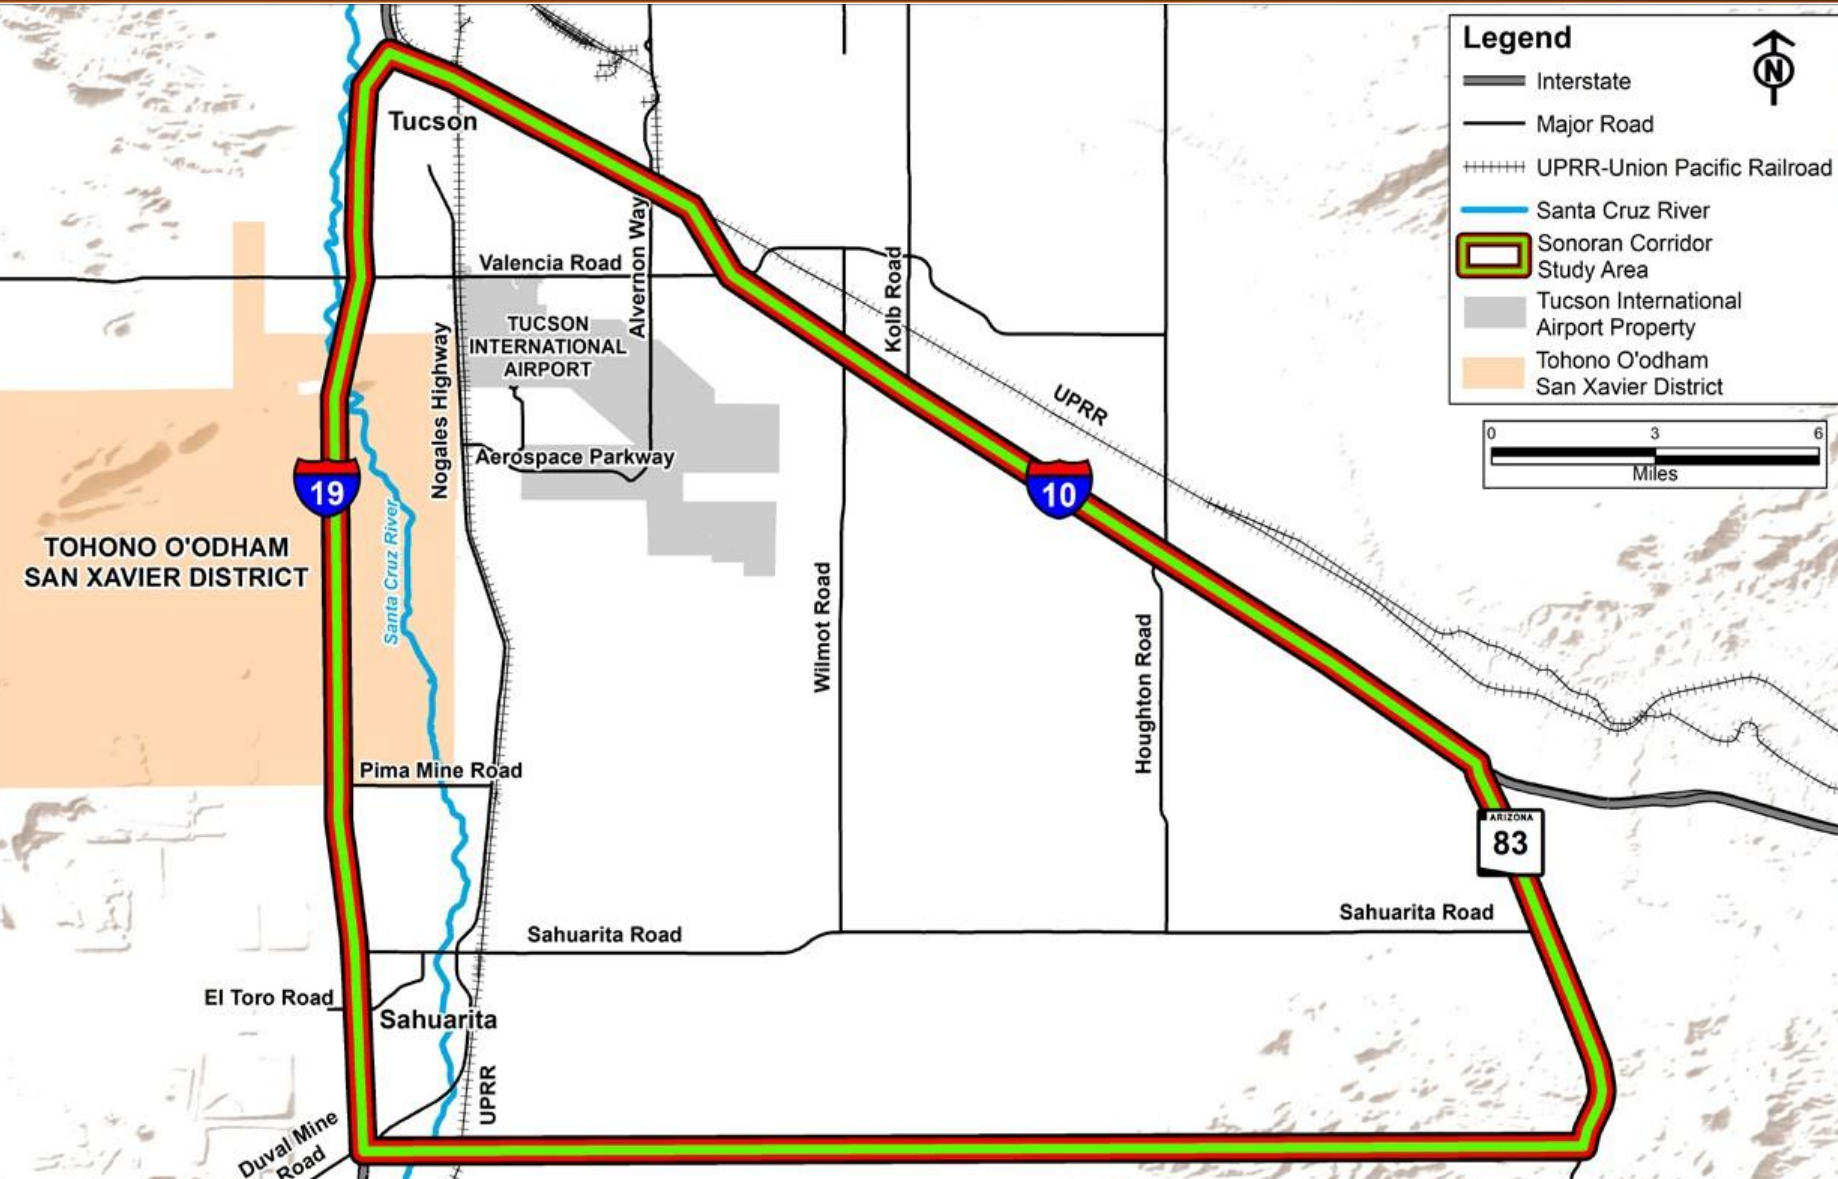 Legend
N
Interstate
Major Road
UPRR-Union Pacific Railroad
Santa Cruz River
Sonoran Corridor
Study Area
Tucson International
Airport Property
Tohono O'odham
San Xavier District
0 3 6
Miles
Tucson
Valencia Road
Alvernon Way
Kolb Road
TUCSON
INTERNATIONAL
AIRPORT
Nogales Highway
UPRR
Aerospace Parkway
19
10
Santa Cruz River
TOHONO O'ODHAM
SAN XAVIER DISTRICT
Wilmot Road
Houghton Road
Pima Mine Road
ARIZONA
83
Sahuarita Road
Sahuarita Road
El Toro Road
Sahuarita
UPRR
Duval Mine
Road